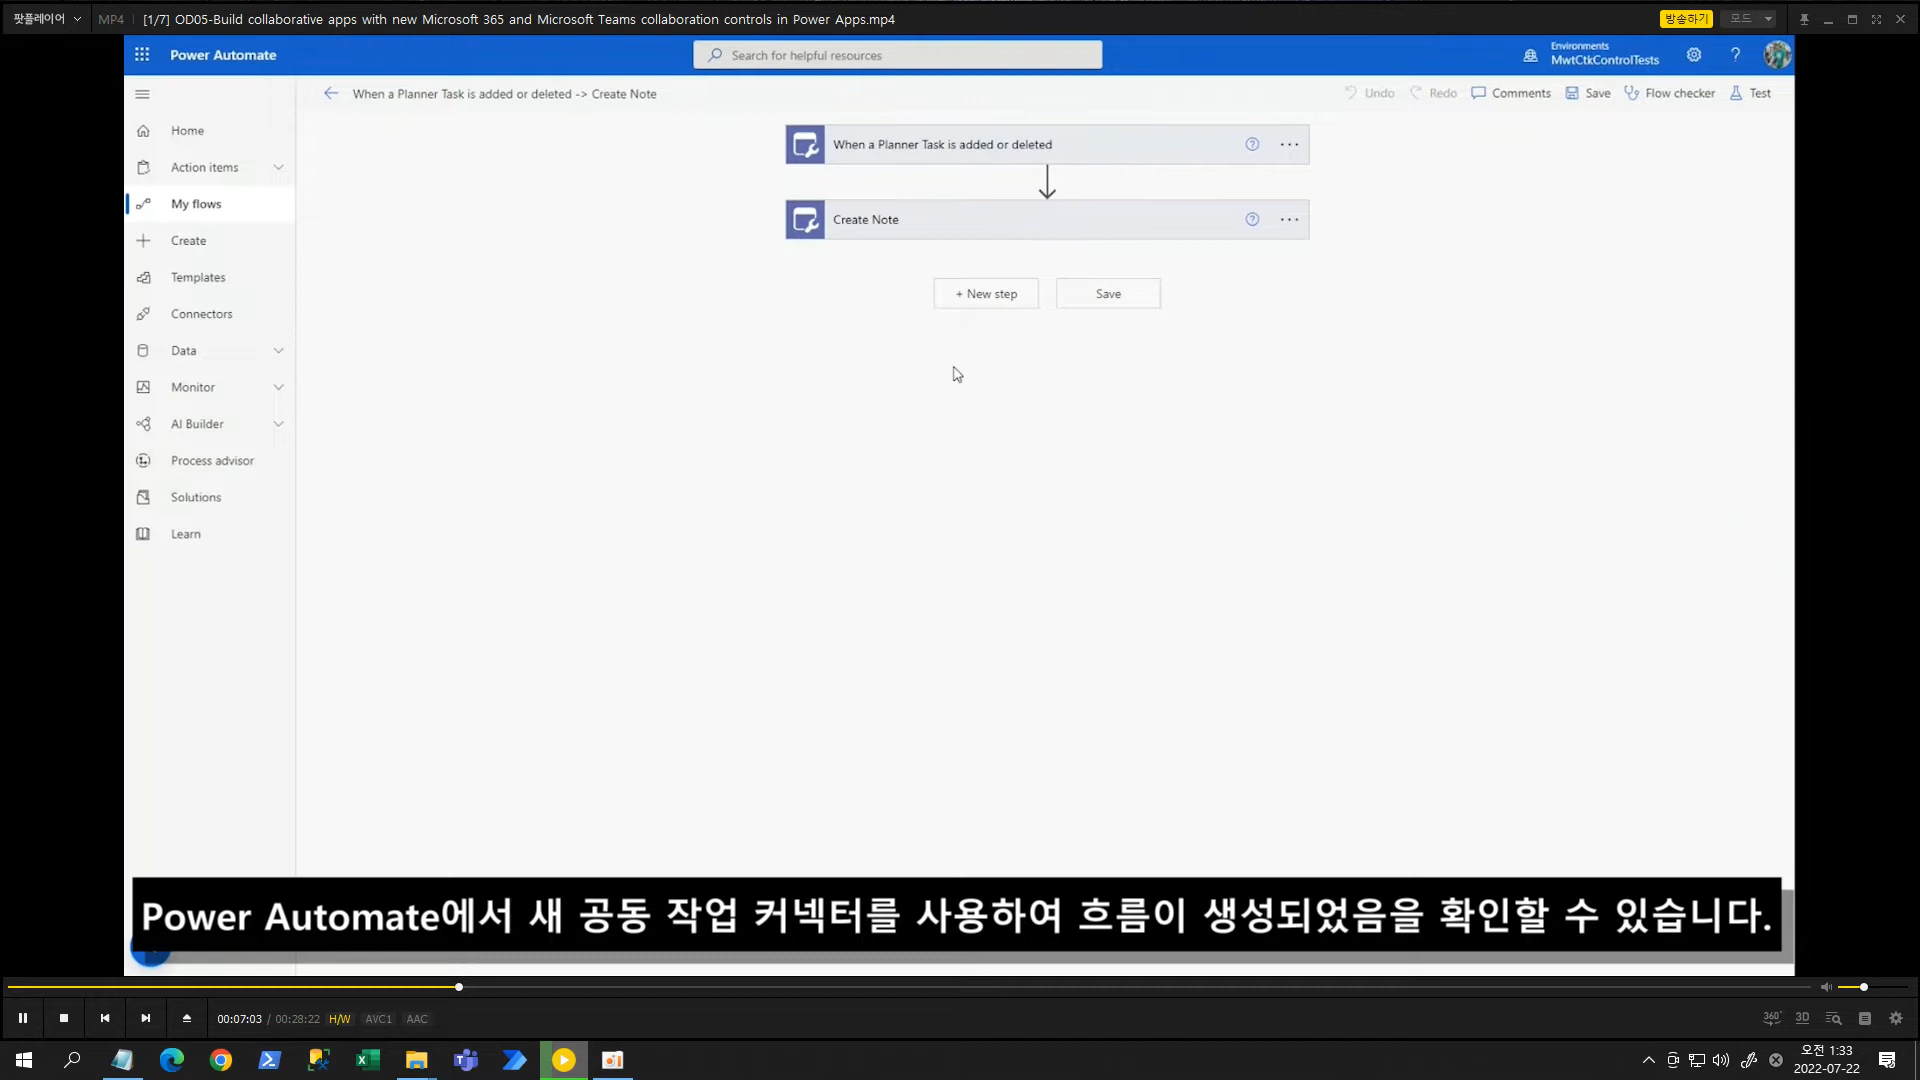 팟플레이어
MP4
[1/7] OD05-Build collaborative apps with new Microsoft 365 and Microsoft Teams collaboration controls in Power Apps.mp4
방송하기
모드
Power Automate
Search for helpful resources
Environments
MwtCtkControlTests
When a Planner Task is added or deleted -> Create Note
Undo
Redo
Comments
Save
Flow checker
Test
Home
Action items
My flows
Create
Templates
Connectors
Data
Monitor
AI Builder
Process advisor
Solutions
Learn
When a Planner Task is added or deleted
Create Note
+ New step
Save
Power Automate에서 새 공동 작업 커넥터를 사용하여 흐름이 생성되었음을 확인할 수 있습니다.
00:07:03 / 00:28:22 H/W AVC1 AAC
360°
3D
오전 1:33
2022-07-22